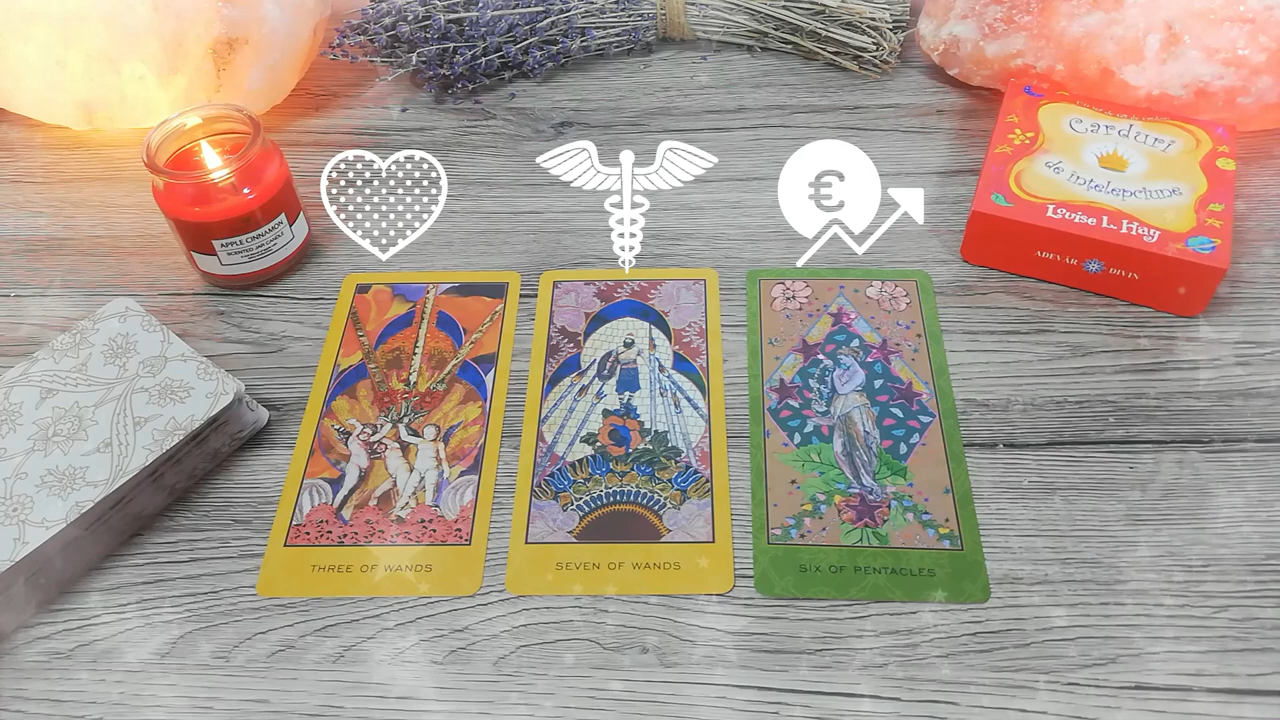 APPLE CINNAMON
SCENTED JAR CANDLE
Carduri
de intelepciune
Louise L. Hay
ADEVĂR DIVIN
€
THREE OF WANDS
SEVEN OF WANDS
SIX OF PENTACLES